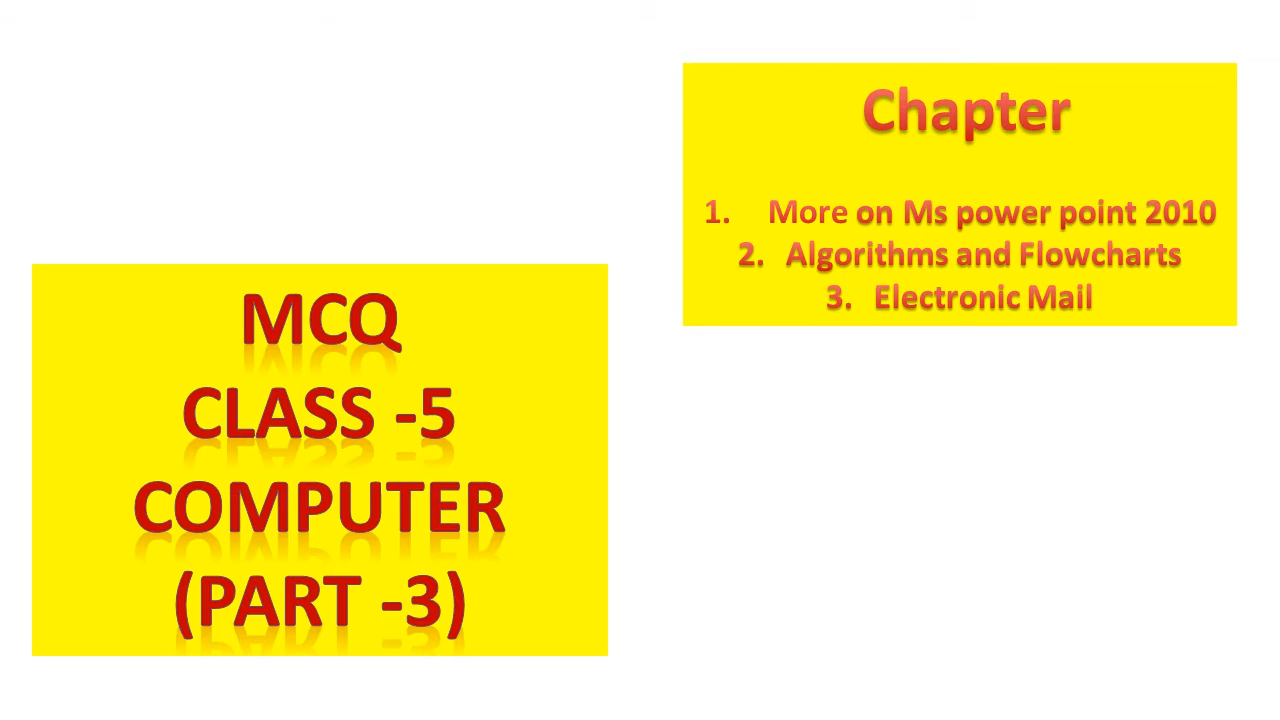 Chapter
1. More on Ms power point 2010
2. Algorithms and Flowcharts
3. Electronic Mail
MCQ
CLASS -5
COMPUTER
(PART -3)